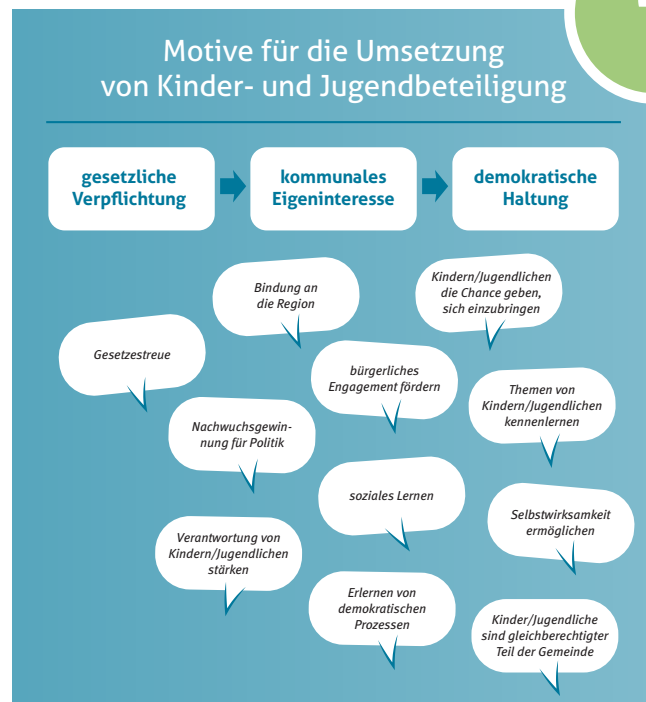 Motive für die Umsetzung
von Kinder- und Jugendbeteiligung
gesetzliche
Verpflichtung
kommunales
Eigeninteresse
demokratische
Haltung
Bindung an
die Region
Kindern/Jugendlichen
die Chance geben,
sich einzubringen
Gesetzestreue
bürgerliches
Engagement fördern
Themen von
Kindern/Jugendlichen
kennenlernen
Nachwuchsgewin-
nung für Politik
soziales Lernen
Selbstwirksamkeit
ermöglichen
Verantwortung von
Kindern/Jugendlichen
stärken
Erlernen von
demokratischen
Prozessen
Kinder/Jugendliche
sind gleichberechtigter
Teil der Gemeinde